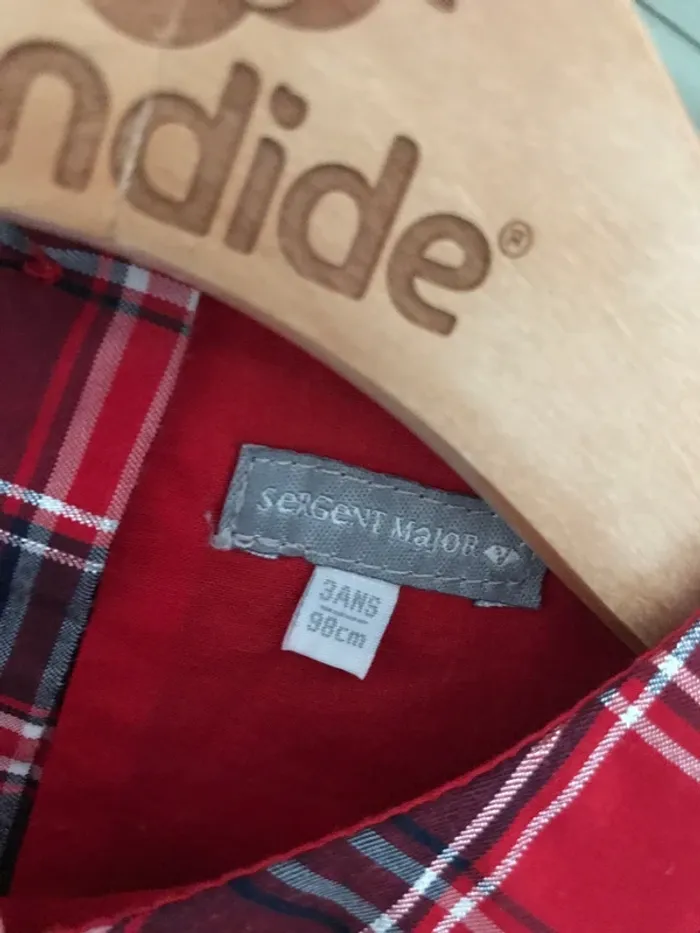 ndide®
SeRGeNT MaJOR
3ANS
98cm